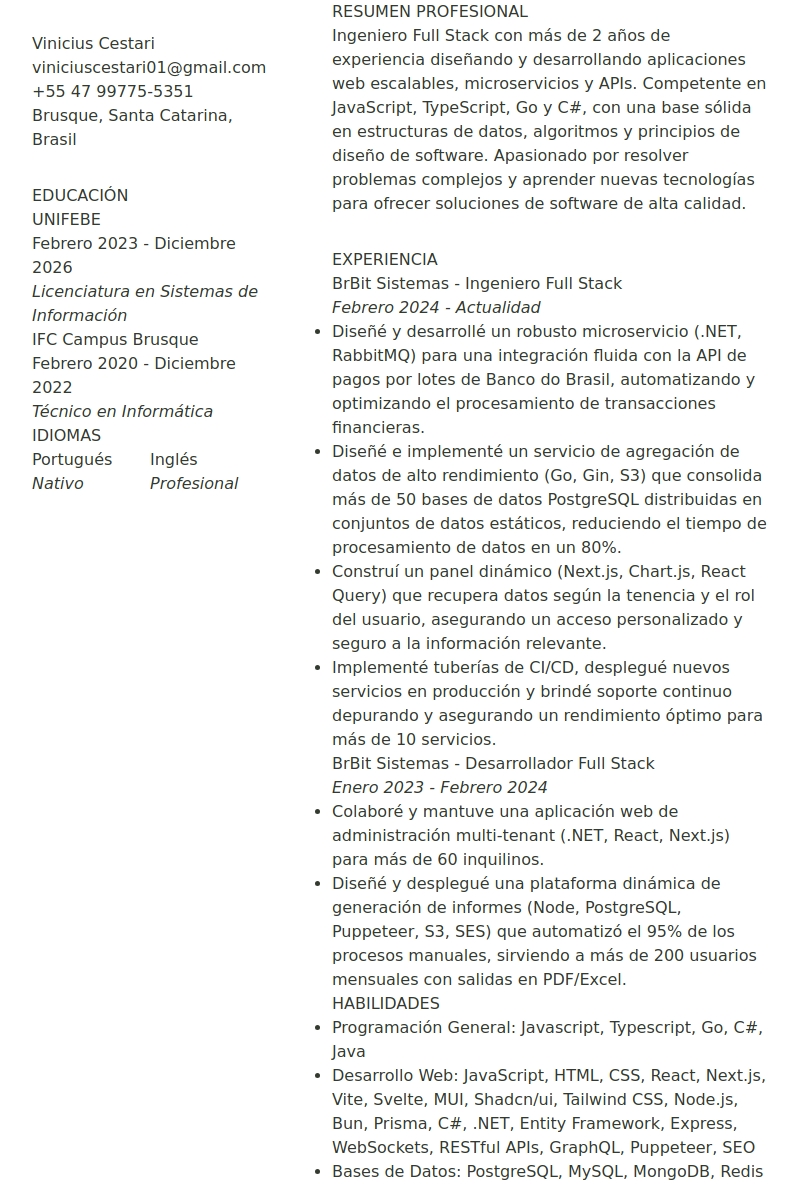 Vinicius Cestari
viniciuscestari01@gmail.com
+55 47 99775-5351
Brusque, Santa Catarina,
Brasil
EDUCACIÓN
UNIFEBE
Febrero 2023 - Diciembre
2026
Licenciatura en Sistemas de
Información
IFC Campus Brusque
Febrero 2020 - Diciembre
2022
Técnico en Informática
IDIOMAS
Portugués Inglés
Nativo Profesional
RESUMEN PROFESIONAL
Ingeniero Full Stack con más de 2 años de
experiencia diseñando y desarrollando aplicaciones
web escalables, microservicios y APIs. Competente en
JavaScript, TypeScript, Go y C#, con una base sólida
en estructuras de datos, algoritmos y principios de
diseño de software. Apasionado por resolver
problemas complejos y aprender nuevas tecnologías
para ofrecer soluciones de software de alta calidad.
EXPERIENCIA
BrBit Sistemas - Ingeniero Full Stack
Febrero 2024 - Actualidad
• Diseñé y desarrollé un robusto microservicio (.NET,
RabbitMQ) para una integración fluida con la API de
pagos por lotes de Banco do Brasil, automatizando y
optimizando el procesamiento de transacciones
financieras.
• Diseñé e implementé un servicio de agregación de
datos de alto rendimiento (Go, Gin, S3) que consolida
más de 50 bases de datos PostgreSQL distribuidas en
conjuntos de datos estáticos, reduciendo el tiempo de
procesamiento de datos en un 80%.
• Construí un panel dinámico (Next.js, Chart.js, React
Query) que recupera datos según la tenencia y el rol
del usuario, asegurando un acceso personalizado y
seguro a la información relevante.
• Implementé tuberías de CI/CD, desplegué nuevos
servicios en producción y brindé soporte continuo
depurando y asegurando un rendimiento óptimo para
más de 10 servicios.
BrBit Sistemas - Desarrollador Full Stack
Enero 2023 - Febrero 2024
• Colaboré y mantuve una aplicación web de
administración multi-tenant (.NET, React, Next.js)
para más de 60 inquilinos.
• Diseñé y desplegué una plataforma dinámica de
generación de informes (Node, PostgreSQL,
Puppeteer, S3, SES) que automatizó el 95% de los
procesos manuales, sirviendo a más de 200 usuarios
mensuales con salidas en PDF/Excel.
HABILIDADES
• Programación General: Javascript, Typescript, Go, C#,
Java
• Desarrollo Web: JavaScript, HTML, CSS, React, Next.js,
Vite, Svelte, MUI, Shadcn/ui, Tailwind CSS, Node.js,
Bun, Prisma, C#, .NET, Entity Framework, Express,
WebSockets, RESTful APIs, GraphQL, Puppeteer, SEO
• Bases de Datos: PostgreSQL, MySQL, MongoDB, Redis